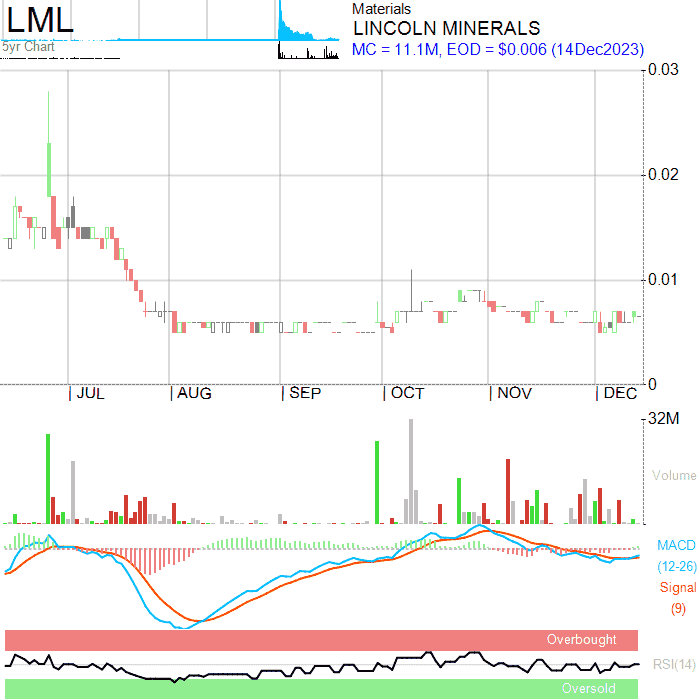 LML
5yr Chart
Materials
LINCOLN MINERALS
MC = 11.1M, EOD = $0.006 (14Dec2023)
0.03
0.02
0.01
0
JUL AUG SEP OCT NOV DEC
32M
Volume
MACD
(12-26)
Signal
(9)
Overbought
RSI(14)
Oversold